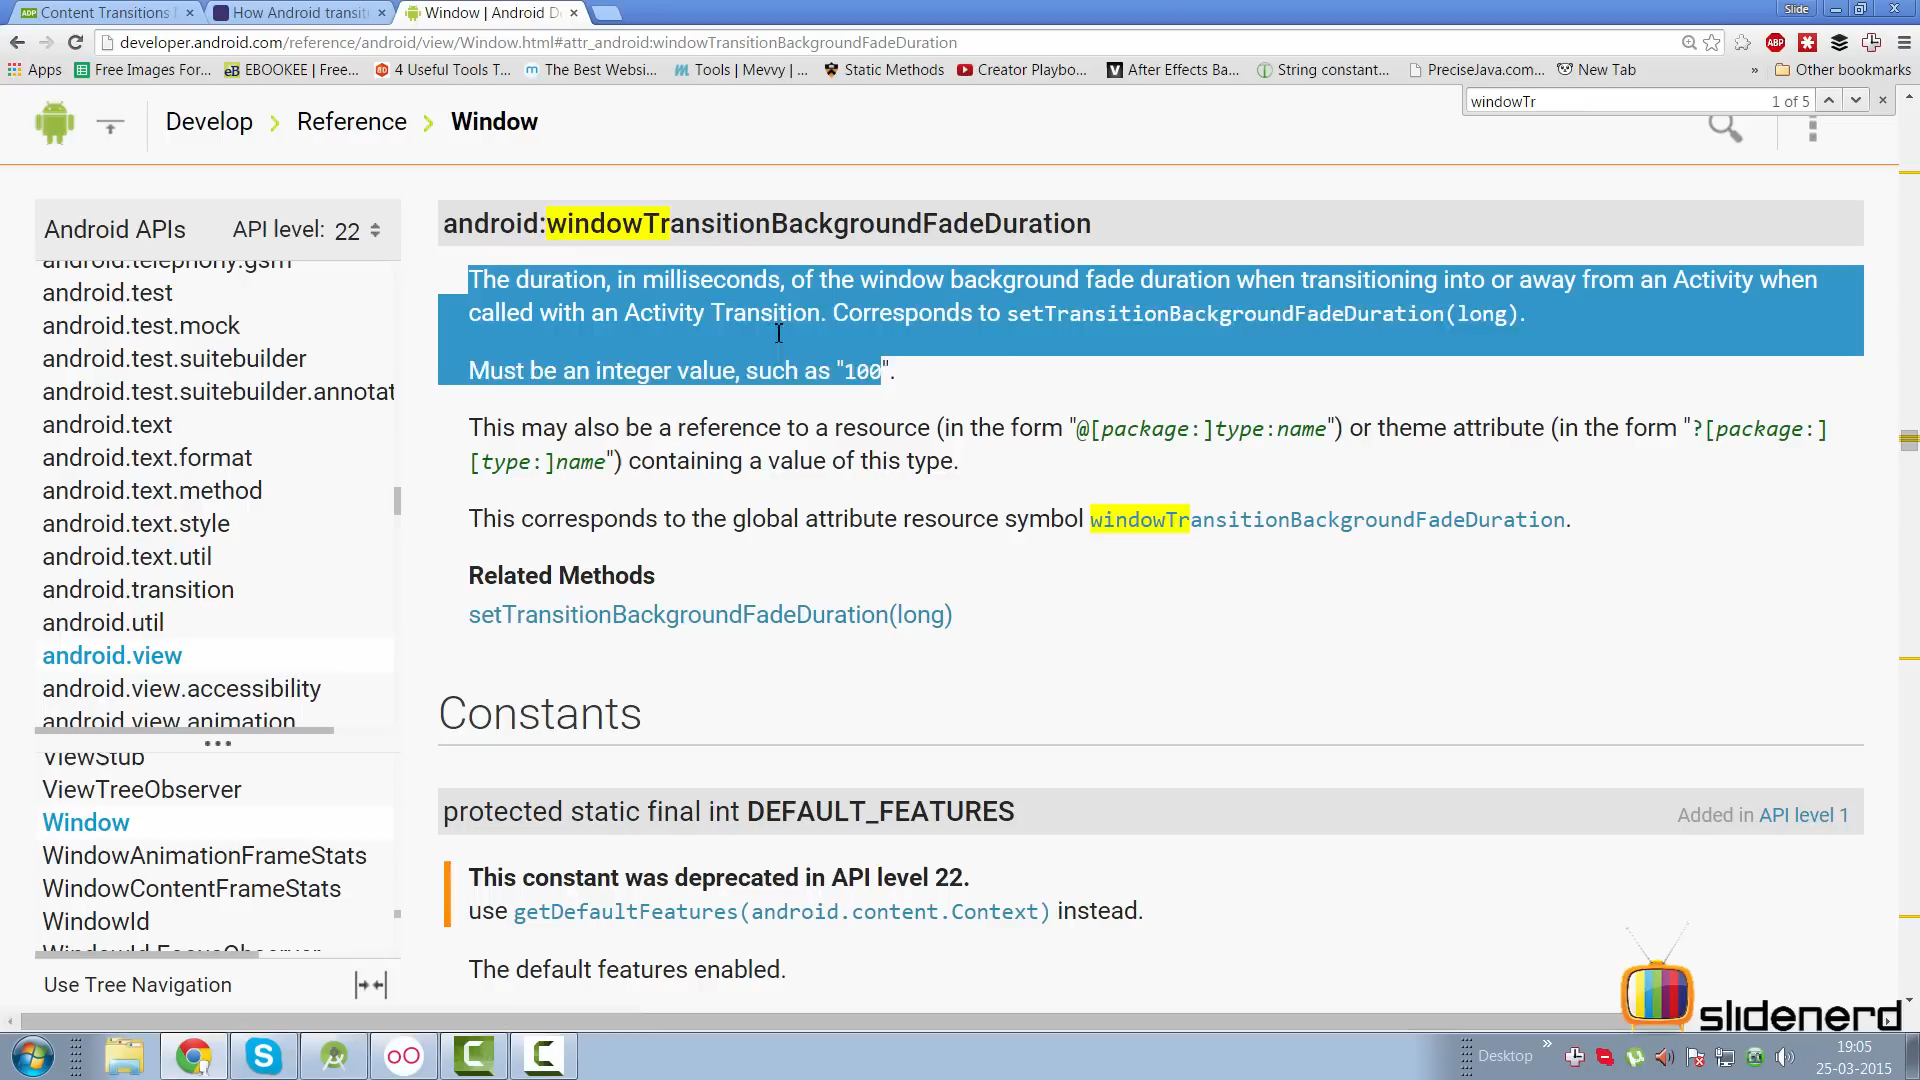 Content Transitions
How Android transit
Window | Android D
Slide
developer.android.com/reference/android/view/Window.html#attr_android:windowTransitionBackgroundFadeDuration
Apps
Free Images For...
EBOOKEE | Free...
4 Useful Tools T...
The Best Websi...
Tools | Mevvy | ...
Static Methods
Creator Playbo...
After Effects Ba...
String constant...
PreciseJava.com...
New Tab
»
Other bookmarks
windowTr
1 of 5
Develop
Reference
Window
Android APIs
API level: 22
android.telephony.gsm
android.test
android.test.mock
android.test.suitebuilder
android.test.suitebuilder.annotat
android.text
android.text.format
android.text.method
android.text.style
android.text.util
android.transition
android.util
android.view
android.view.accessibility
android.view.animation
ViewStub
ViewTreeObserver
Window
WindowAnimationFrameStats
WindowContentFrameStats
WindowId
WindowId.FocusObserver
Use Tree Navigation
android:windowTransitionBackgroundFadeDuration
The duration, in milliseconds, of the window background fade duration when transitioning into or away from an Activity when
called with an Activity Transition. Corresponds to setTransitionBackgroundFadeDuration(long).
Must be an integer value, such as "100".
This may also be a reference to a resource (in the form "@[package:]type:name") or theme attribute (in the form "?[package:]
[type:]name") containing a value of this type.
This corresponds to the global attribute resource symbol windowTransitionBackgroundFadeDuration.
Related Methods
setTransitionBackgroundFadeDuration(long)
Constants
protected static final int DEFAULT_FEATURES
Added in API level 1
This constant was deprecated in API level 22.
use getDefaultFeatures(android.content.Context) instead.
The default features enabled.
slidenerd
Desktop
»
19:05
25-03-2015